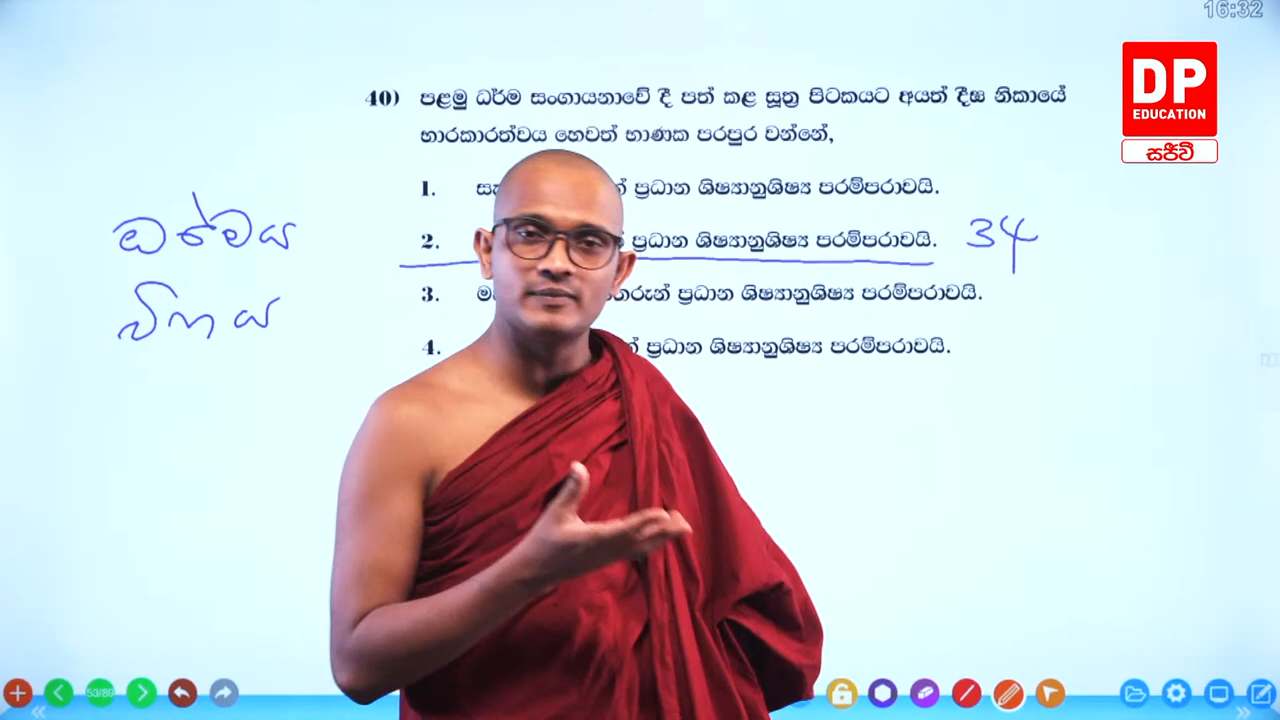 16:32
DP
EDUCATION
සජීවී
40) පළමු ධර්ම සංගායනාවේ දී පත් කළ සූත්‍ර පිටකයට අයත් දීඝ නිකායේ
භාරකාරත්වය හෙවත් භාණක පරපුර වන්නේ,
1. ප්‍රධාන ශිෂ්‍යානුශිෂ්‍ය පරම්පරාවයි.
2. ප්‍රධාන ශිෂ්‍යානුශිෂ්‍ය පරම්පරාවයි. 34
3. ප්‍රධාන ශිෂ්‍යානුශිෂ්‍ය පරම්පරාවයි.
4. ප්‍රධාන ශිෂ්‍යානුශිෂ්‍ය පරම්පරාවයි.
ධර්මය
විනය
53/89